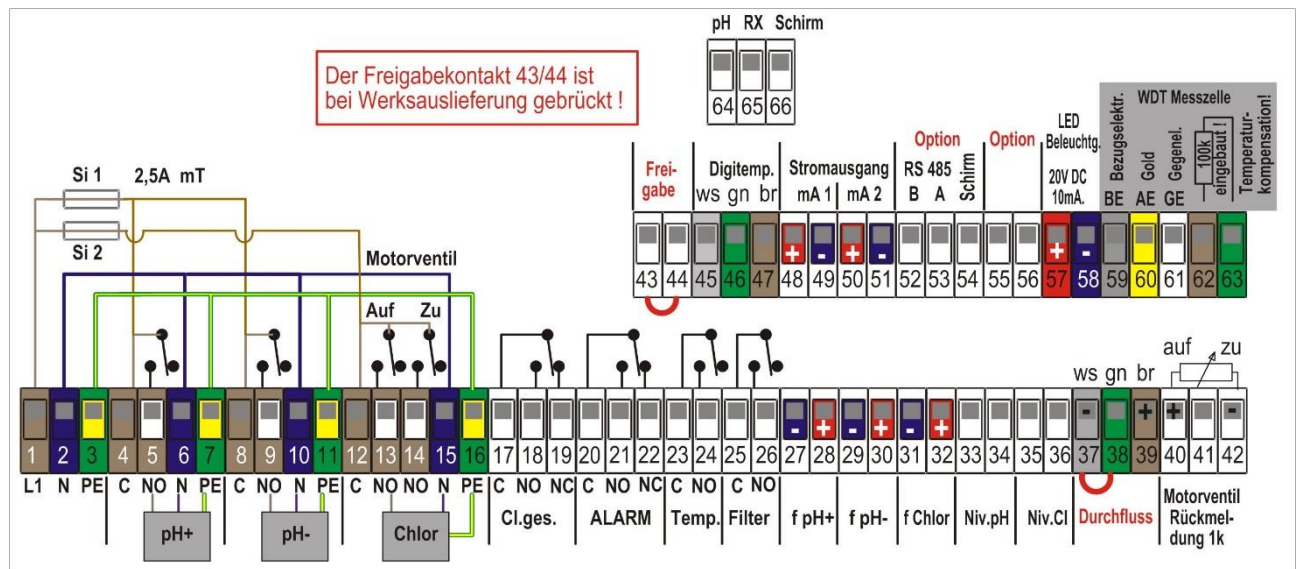 pH RX Schirm
64 65 66
Der Freigabekontakt 43/44 ist
bei Werksauslieferung gebrückt !
Si 1 2,5A mT
Si 2
Motorventil
Auf Zu
Frei-
gabe
Digitemp.
ws gn br
Stromausgang
mA 1 mA 2
Option
RS 485
B A Schirm
Option
LED
Beleuchtg.
20V DC
10mA.
WDT Messzelle
Bezugselektr.
BE
Gold
AE
Gegenel.
GE
100k
eingebaut !
Temperatur-
kompensation!
+ - + - + -
43 44 45 46 47 48 49 50 51 52 53 54 55 56 57 58 59 60 61 62 63
auf zu
ws gn br
- + - + - + - + + -
1 2 3 4 5 6 7 8 9 10 11 12 13 14 15 16 17 18 19 20 21 22 23 24 25 26 27 28 29 30 31 32 33 34 35 36 37 38 39 40 41 42
L1 N PE C NO N PE C NO N PE C NO NO N PE C NO NC C NO NC C NO C NO
pH+ pH- Chlor
Cl.ges. ALARM Temp. Filter f pH+ f pH- f Chlor Niv.pH Niv.Cl Durchfluss
Motorventil
Rückmel-
dung 1k